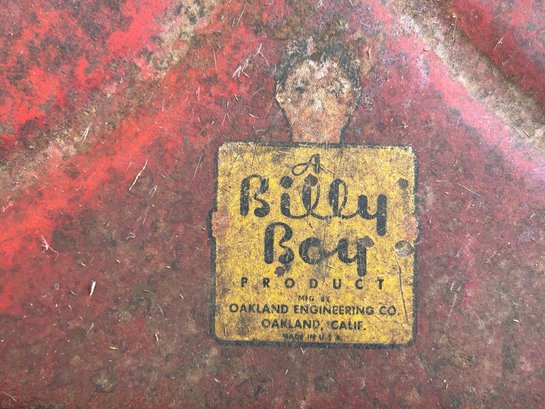 A
Billy
Boy
PRODUCT
MFG. BY
OAKLAND ENGINEERING CO.
OAKLAND, CALIF.
MADE IN U.S.A.